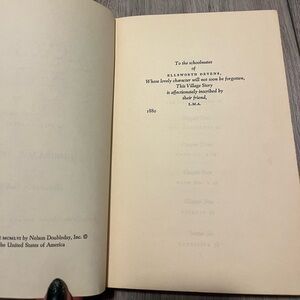 To the schoolmates
of
ELLSWORTH DEVENS,
Whose lovely character will not soon be forgotten,
This Village Story
is affectionately inscribed by
their friend,
L.M.A.
1880
MCMLVI by Nelson Doubleday, Inc. ©
the United States of America